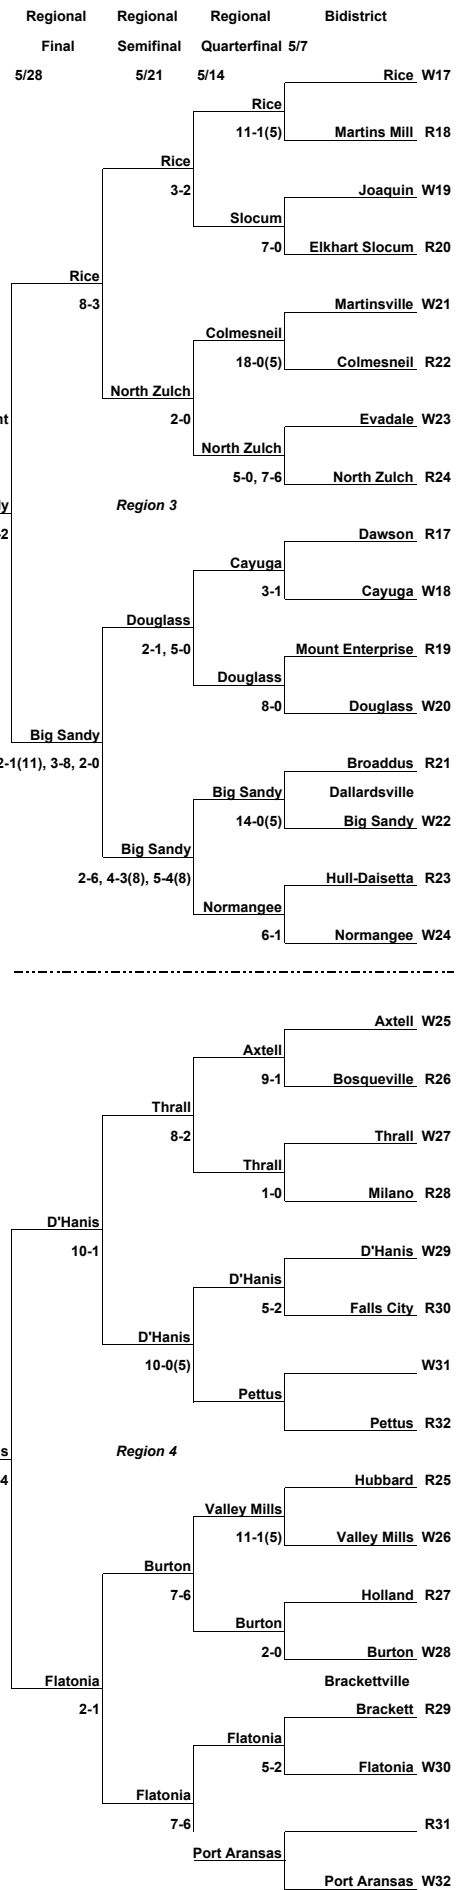 Regional Regional Regional Bidistrict
Final Semifinal Quarterfinal 5/7
5/28 5/21 5/14 Rice W17
Rice
11-1(5) Martins Mill R18
Rice
3-2 Joaquin W19
Slocum
7-0 Elkhart Slocum R20
Rice
8-3 Martinsville W21
Colmesneil
18-0(5) Colmesneil R22
North Zulch
2-0 Evadale W23
North Zulch
5-0, 7-6 North Zulch R24
Region 3
Dawson R17
Cayuga
3-1 Cayuga W18
Douglass
2-1, 5-0 Mount Enterprise R19
Douglass
8-0 Douglass W20
Big Sandy
2-1(11), 3-8, 2-0 Broaddus R21
Big Sandy Dallardsville
14-0(5) Big Sandy W22
Big Sandy
2-6, 4-3(8), 5-4(8) Hull-Daisetta R23
Normangee
6-1 Normangee W24
Axtell W25
Axtell
9-1 Bosqueville R26
Thrall
8-2 Thrall W27
Thrall
1-0 Milano R28
D'Hanis
10-1 D'Hanis W29
D'Hanis
5-2 Falls City R30
D'Hanis
10-0(5) W31
Pettus
Pettus R32
Region 4
Hubbard R25
Valley Mills
11-1(5) Valley Mills W26
Burton
7-6 Holland R27
Burton
2-0 Burton W28
Flatonia Brackettville
2-1 Brackett R29
Flatonia
5-2 Flatonia W30
Flatonia
7-6 R31
Port Aransas
Port Aransas W32